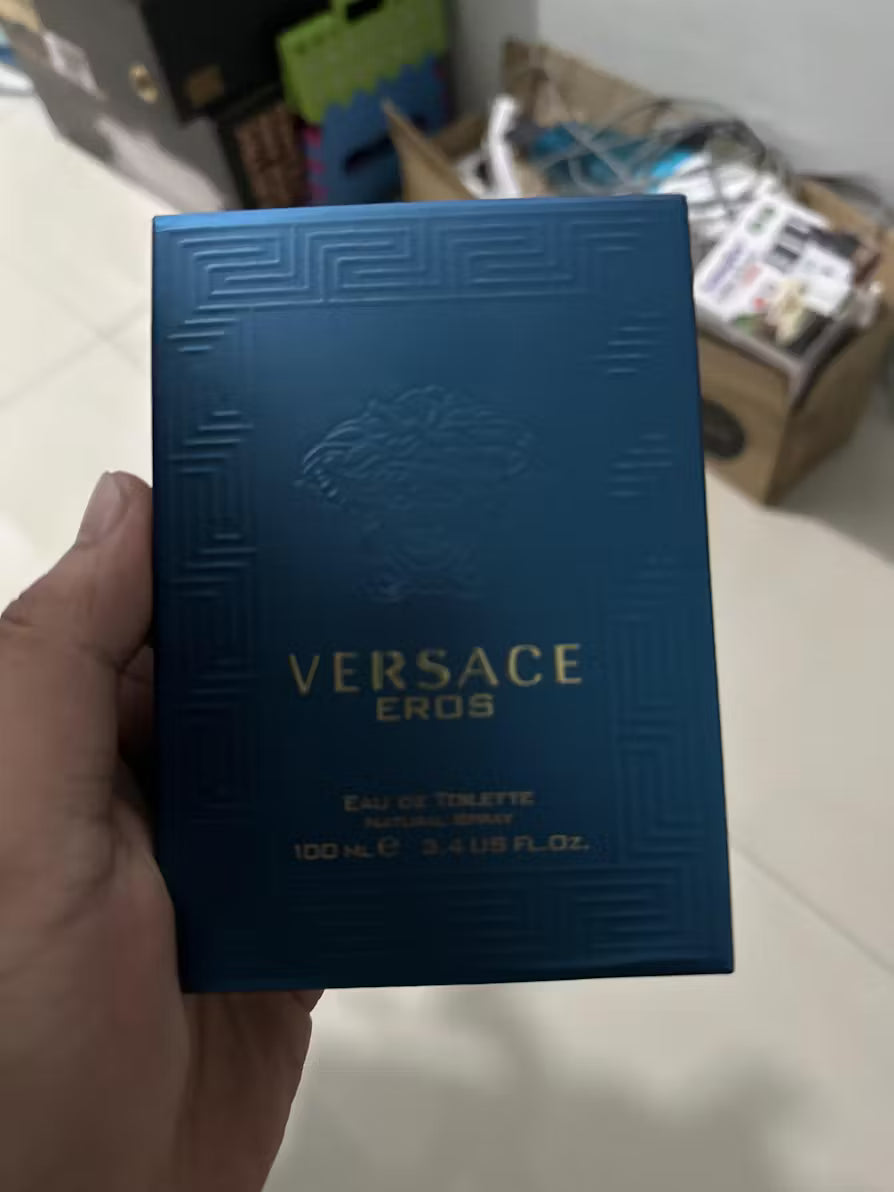 VERSACE
EROS
EAU DE TOILETTE
NATURAL SPRAY
100 ML e 3.4 US FL.OZ.